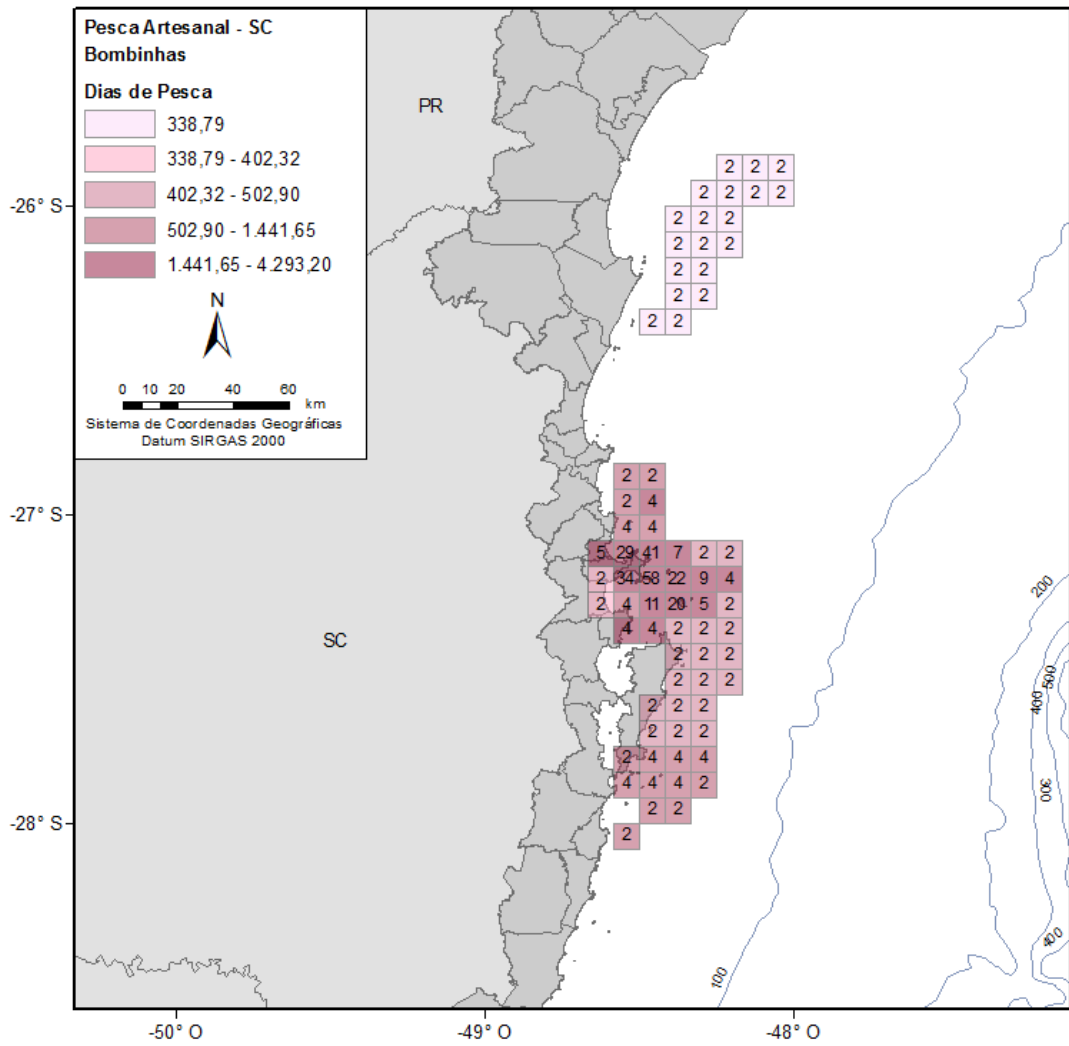 Pesca Artesanal - SC
Bombinhas
Dias de Pesca
338,79
338,79 - 402,32
402,32 - 502,90
502,90 - 1.441,65
1.441,65 - 4.293,20
N
0 10 20 40 60
km
Sistema de Coordenadas Geográficas
Datum SIRGAS 2000
PR
SC
-26° S
-27° S
-28° S
2 2 2
2 2 2 2
2 2 2
2 2 2
2 2
2 2
2 2
2 2
2 4
4 4
5 29 41 7 2 2
2 34 58 22 9 4
2 4 11 20 5 2
4 4 2 2 2
2 2 2
2 2 2
2 2 2
2 2 2
2 4 4 4
4 4 4 2
2 2
2
200
500
400
300
400
100
-50° O
-49° O
-48° O